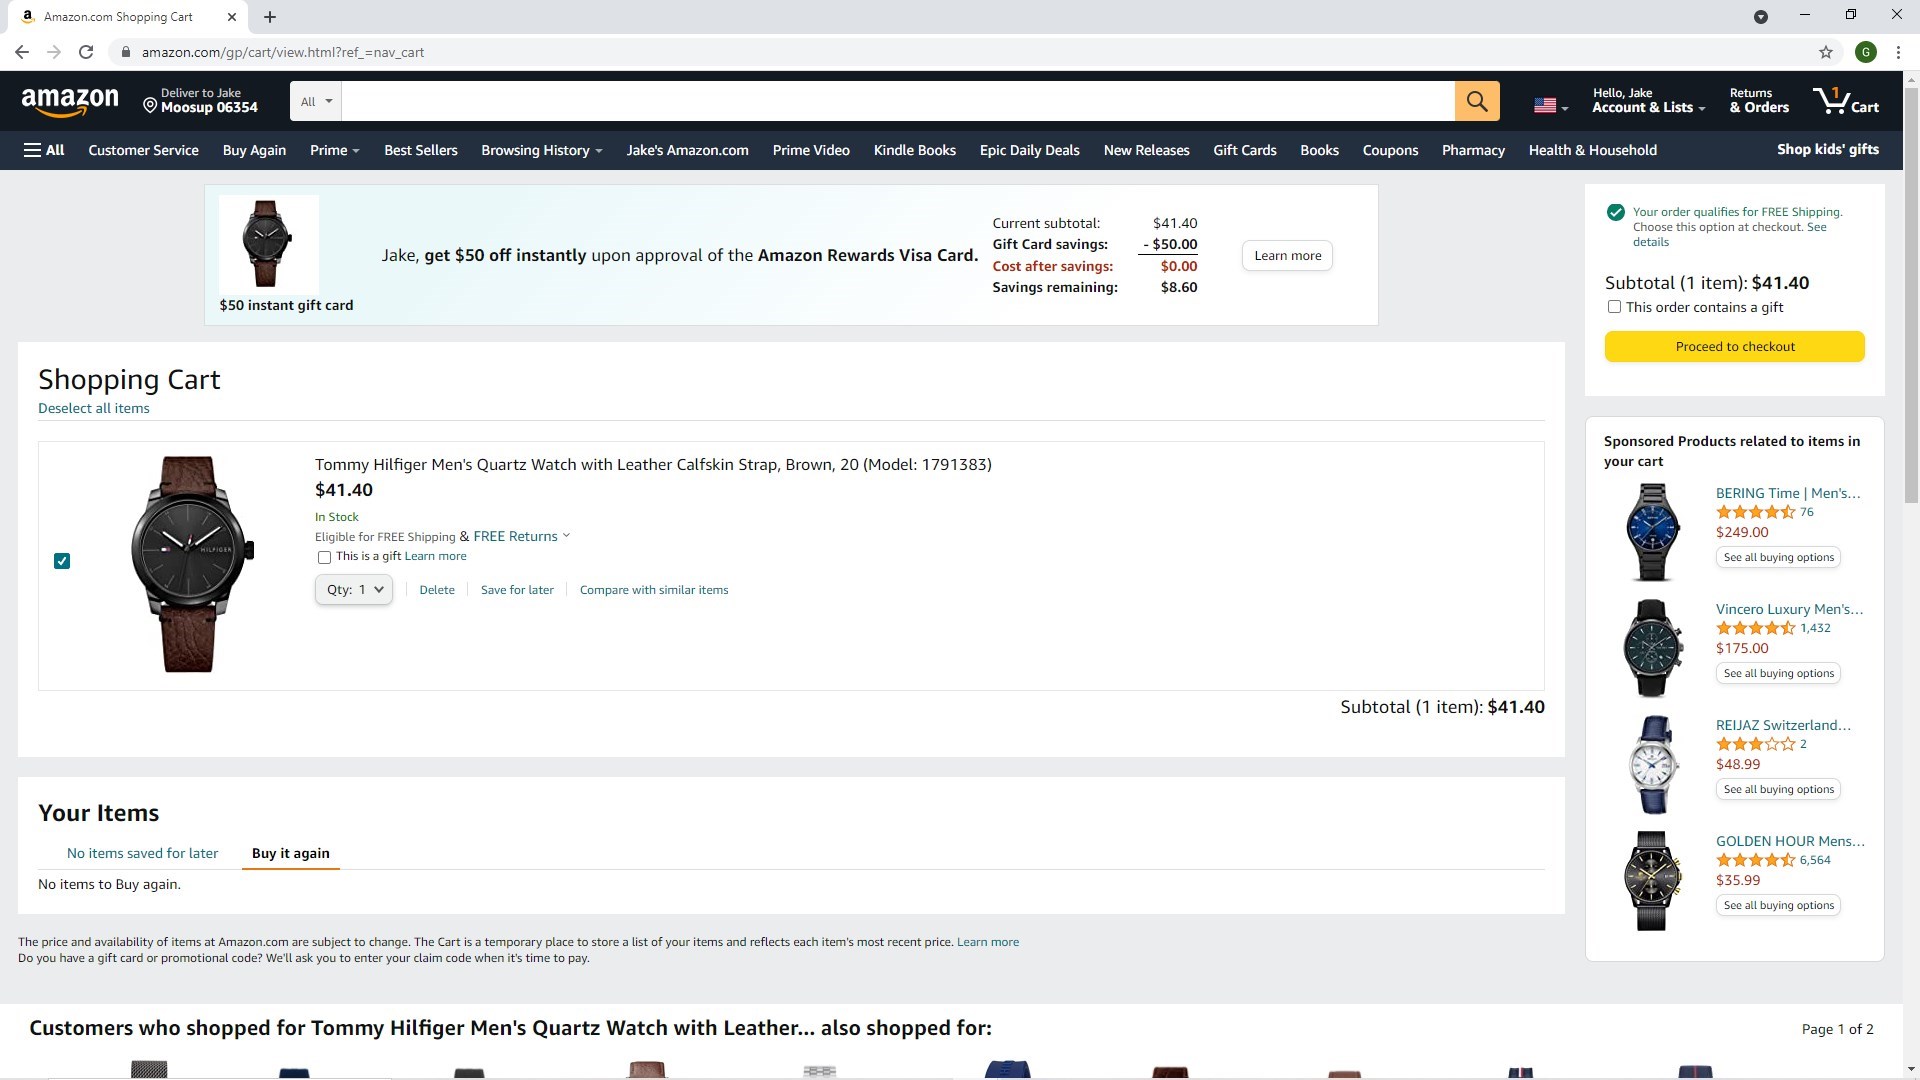 Amazon.com Shopping Cart
amazon.com/gp/cart/view.html?ref_=nav_cart
G
amazon
Deliver to Jake
Moosup 06354
All
Hello, Jake
Account & Lists
Returns
& Orders
1
Cart
All
Customer Service
Buy Again
Prime
Best Sellers
Browsing History
Jake's Amazon.com
Prime Video
Kindle Books
Epic Daily Deals
New Releases
Gift Cards
Books
Coupons
Pharmacy
Health & Household
Shop kids' gifts
$50 instant gift card
Jake, get $50 off instantly upon approval of the Amazon Rewards Visa Card.
Current subtotal: $41.40
Gift Card savings: - $50.00
Cost after savings: $0.00
Savings remaining: $8.60
Learn more
Your order qualifies for FREE Shipping.
Choose this option at checkout. See
details
Subtotal (1 item): $41.40
This order contains a gift
Proceed to checkout
Shopping Cart
Deselect all items
HILFIGER
Tommy Hilfiger Men's Quartz Watch with Leather Calfskin Strap, Brown, 20 (Model: 1791383)
$41.40
In Stock
Eligible for FREE Shipping & FREE Returns
This is a gift Learn more
Qty: 1
Delete
Save for later
Compare with similar items
Subtotal (1 item): $41.40
Sponsored Products related to items in
your cart
BERING Time | Men's...
76
$249.00
See all buying options
Vincero Luxury Men's...
1,432
$175.00
See all buying options
REIJAZ Switzerland...
2
$48.99
See all buying options
GOLDEN HOUR Mens...
6,564
$35.99
See all buying options
Your Items
No items saved for later
Buy it again
No items to Buy again.
The price and availability of items at Amazon.com are subject to change. The Cart is a temporary place to store a list of your items and reflects each item's most recent price. Learn more
Do you have a gift card or promotional code? We'll ask you to enter your claim code when it's time to pay.
Customers who shopped for Tommy Hilfiger Men's Quartz Watch with Leather... also shopped for:
Page 1 of 2